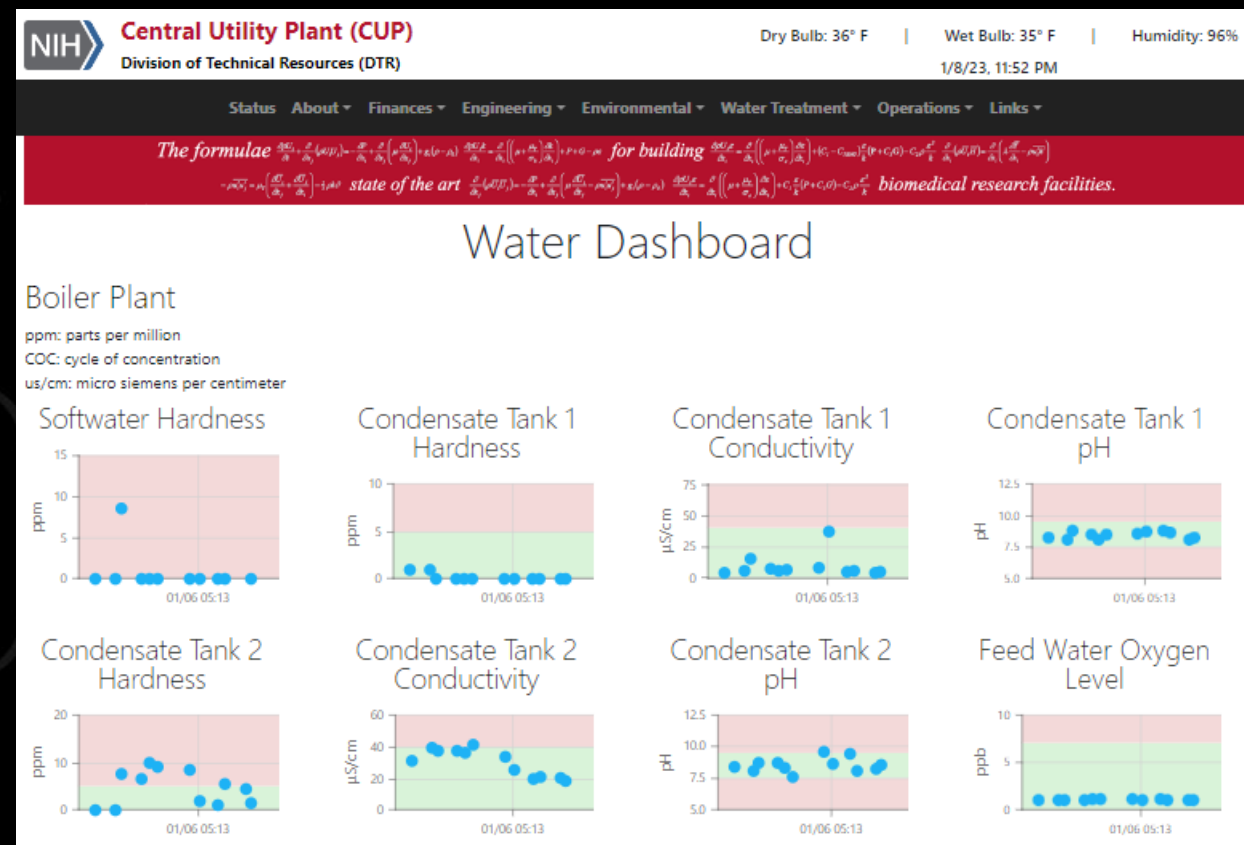 NIH
Central Utility Plant (CUP)
Division of Technical Resources (DTR)
Dry Bulb: 36° F | Wet Bulb: 35° F | Humidity: 96%
1/8/23, 11:52 PM
Status About Finances Engineering Environmental Water Treatment Operations Links
The formulae for building
state of the art biomedical research facilities.
Water Dashboard
Boiler Plant
ppm: parts per million
COC: cycle of concentration
us/cm: micro siemens per centimeter
Softwater Hardness
15
10
5
0
ppm
01/06 05:13
Condensate Tank 1
Hardness
10
5
0
ppm
01/06 05:13
Condensate Tank 1
Conductivity
75
50
25
0
µS/cm
01/06 05:13
Condensate Tank 1
pH
12.5
10.0
7.5
5.0
pH
01/06 05:13
Condensate Tank 2
Hardness
20
10
0
ppm
01/06 05:13
Condensate Tank 2
Conductivity
60
40
20
0
µS/cm
01/06 05:13
Condensate Tank 2
pH
12.5
10.0
7.5
5.0
pH
01/06 05:13
Feed Water Oxygen
Level
10
5
0
ppb
01/06 05:13